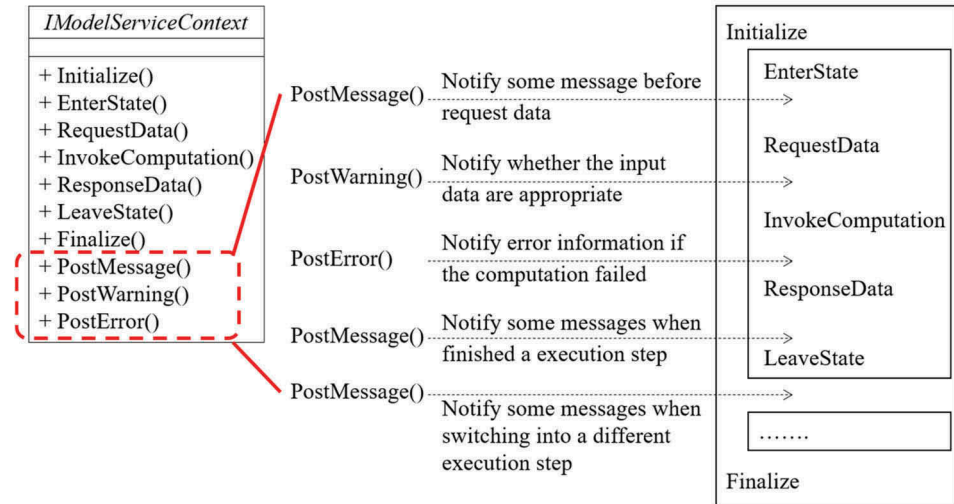 IModelServiceContext
+ Initialize()
+ EnterState()
+ RequestData()
+ InvokeComputation()
+ ResponseData()
+ LeaveState()
+ Finalize()
+ PostMessage()
+ PostWarning()
+ PostError()
PostMessage()
Notify some message before
request data
PostWarning()
Notify whether the input
data are appropriate
PostError()
Notify error information if
the computation failed
PostMessage()
Notify some messages when
finished a execution step
PostMessage()
Notify some messages when
switching into a different
execution step
Initialize
EnterState
RequestData
InvokeComputation
ResponseData
LeaveState
.......
Finalize